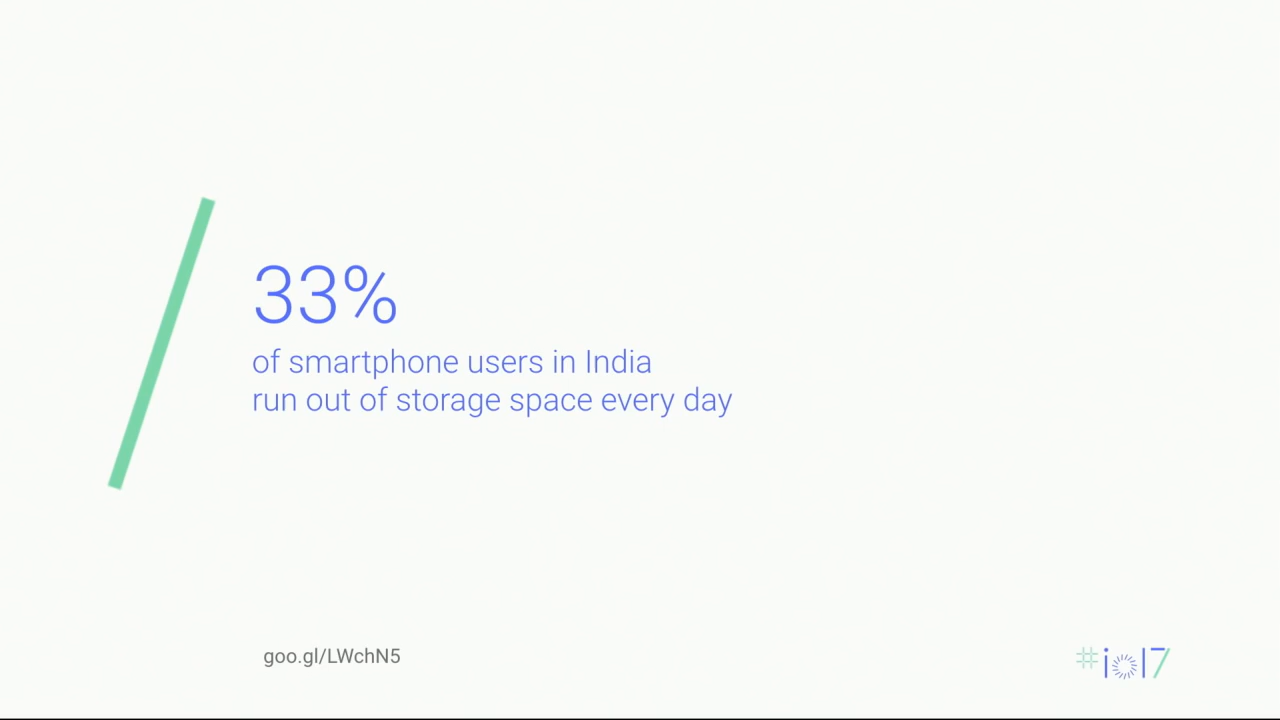 33%
of smartphone users in India
run out of storage space every day
goo.gl/LWchN5
#io17